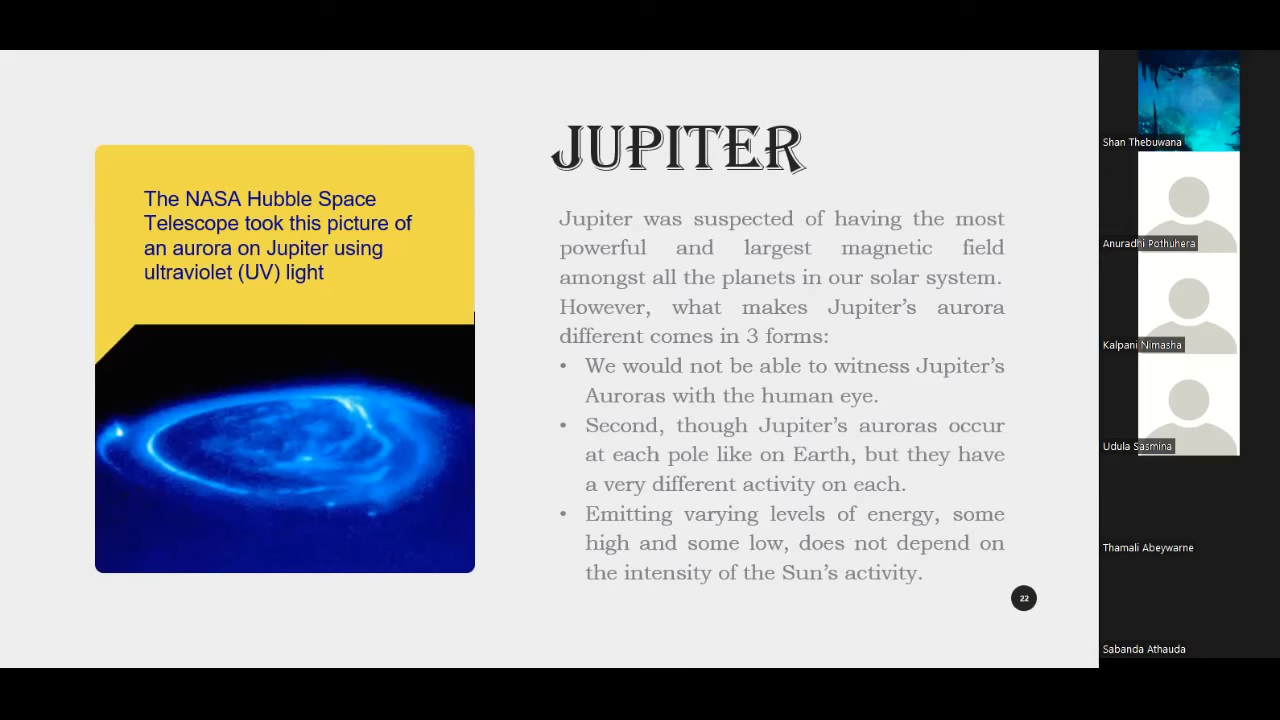 JUPITER
The NASA Hubble Space
Telescope took this picture of
an aurora on Jupiter using
ultraviolet (UV) light
Jupiter was suspected of having the most
powerful and largest magnetic field
amongst all the planets in our solar system.
However, what makes Jupiter’s aurora
different comes in 3 forms:
• We would not be able to witness Jupiter’s
Auroras with the human eye.
• Second, though Jupiter’s auroras occur
at each pole like on Earth, but they have
a very different activity on each.
• Emitting varying levels of energy, some
high and some low, does not depend on
the intensity of the Sun’s activity.
22
Shan Thebuwana
Anuradhi Pothuhera
Kalpani Nimasha
Udula Sasmina
Thamali Abeywarne
Sabanda Athauda